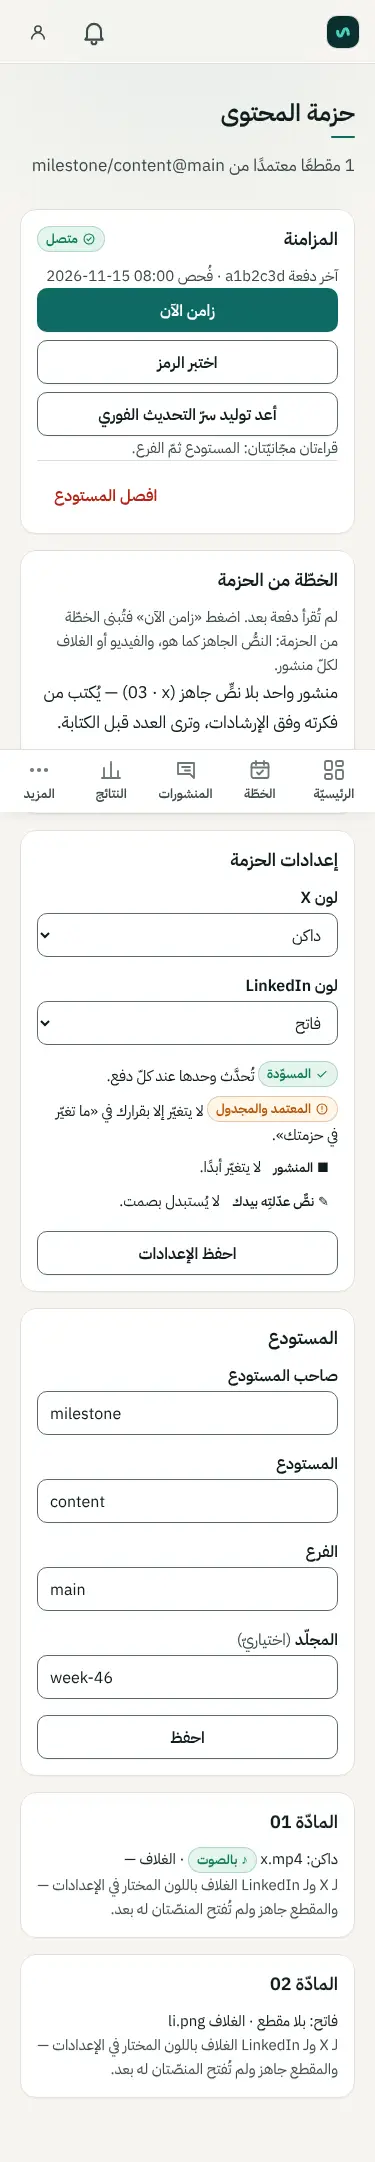 حزمة المحتوى
1 مقطعًا معتمدًا من milestone/content@main
المزامنة
متصل
آخر دفعة a1b2c3d · فُحص 2026-11-15 08:00
زامن الآن
اختبر الرمز
أعد توليد سرّ التحديث الفوري
قراءتان مجّانيّتان: المستودع ثمّ الفرع.
افصل المستودع
الخطّة من الحزمة
لم تُقرأ دفعة بعد. اضغط «زامن الآن» فتُبنى الخطّة
من الحزمة: النصُّ الجاهز كما هو، والفيديو أو الغلاف
لكلّ منشور.
منشور واحد بلا نصٍّ جاهز (03 · x) — يُكتب من
فكرته وفق الإرشادات، وترى العدد قبل الكتابة.
الرئيسيّة
الخطّة
المنشورات
النتائج
المزيد
إعدادات الحزمة
لون X
داكن
لون LinkedIn
فاتح
المسوّدة تُحدَّث وحدها عند كلّ دفع.
المعتمد والمجدول لا يتغيّر إلا بقرارك في «ما تغيّر
في حزمتك».
■ المنشور لا يتغيّر أبدًا.
✎ نصٌّ عدّلتِه بيدك لا يُستبدل بصمت.
احفظ الإعدادات
المستودع
صاحب المستودع
milestone
المستودع
content
الفرع
main
المجلّد (اختياريّ)
week-46
احفظ
المادّة 01
داكن: x.mp4 ♪ بالصوت · الغلاف —
لـ X ولـ LinkedIn الغلاف باللون المختار في الإعدادات —
والمقطع جاهز ولم تُفتح المنصّتان له بعد.
المادّة 02
فاتح: بلا مقطع · الغلاف li.png
لـ X ولـ LinkedIn الغلاف باللون المختار في الإعدادات —
والمقطع جاهز ولم تُفتح المنصّتان له بعد.